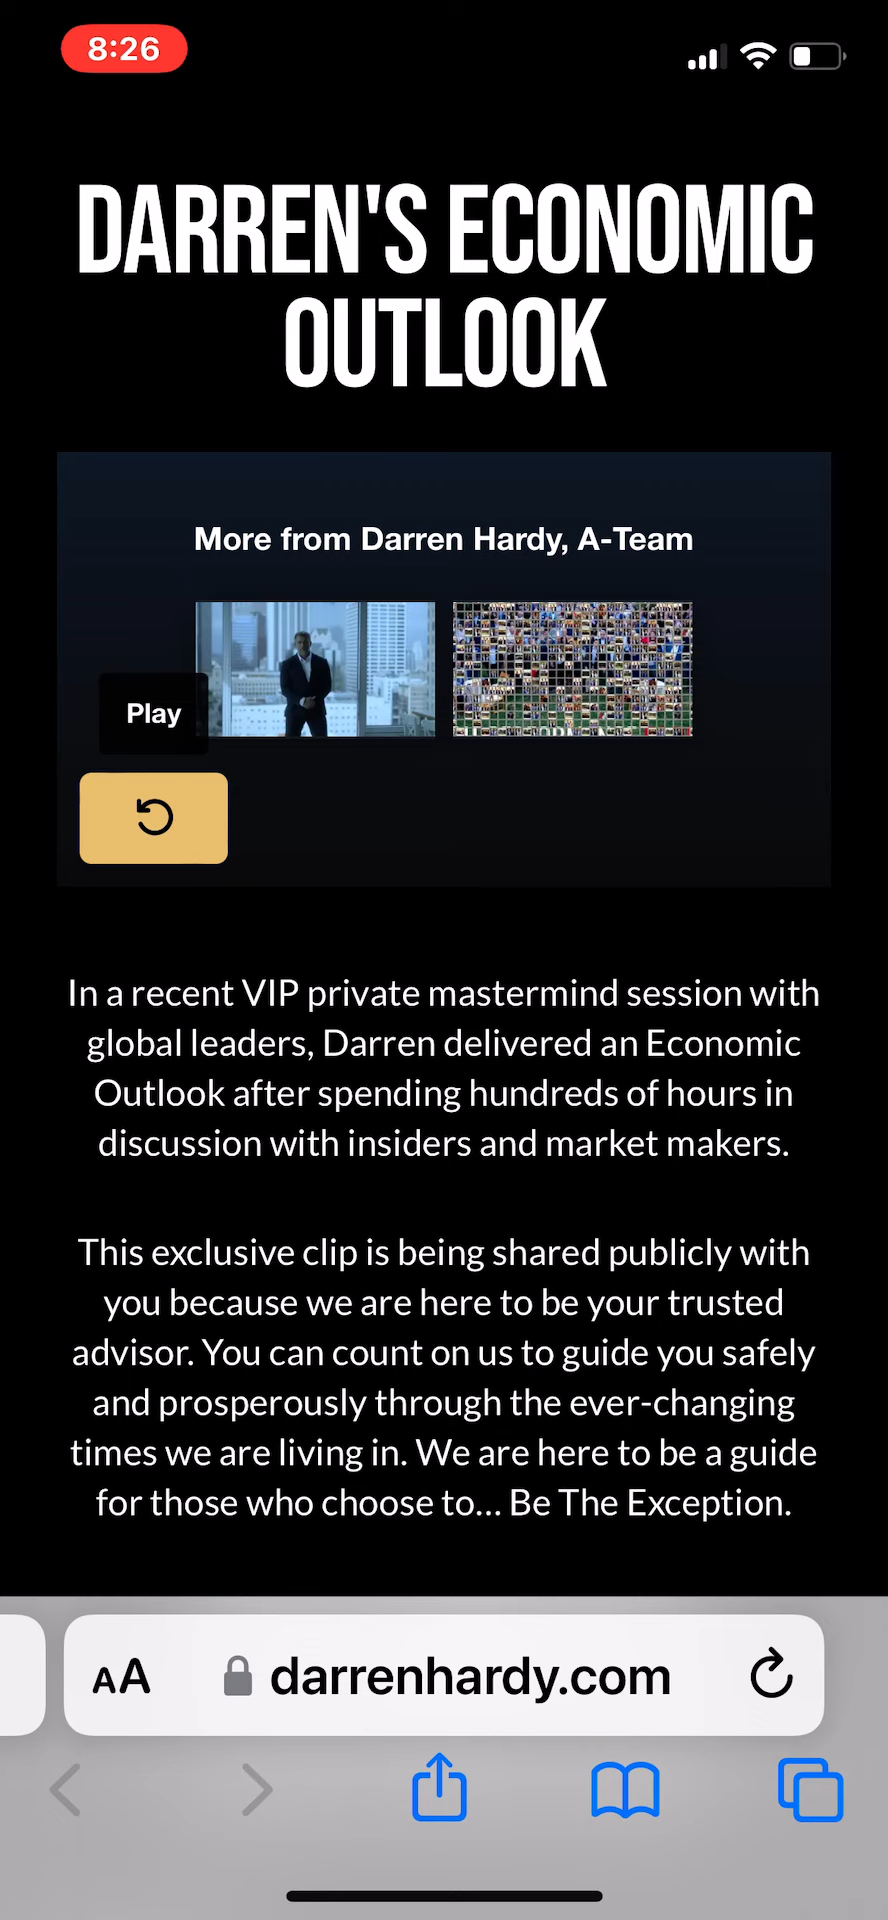 8:26
DARREN'S ECONOMIC
OUTLOOK
More from Darren Hardy, A-Team
Play
In a recent VIP private mastermind session with
global leaders, Darren delivered an Economic
Outlook after spending hundreds of hours in
discussion with insiders and market makers.
This exclusive clip is being shared publicly with
you because we are here to be your trusted
advisor. You can count on us to guide you safely
and prosperously through the ever-changing
times we are living in. We are here to be a guide
for those who choose to... Be The Exception.
AA darrenhardy.com